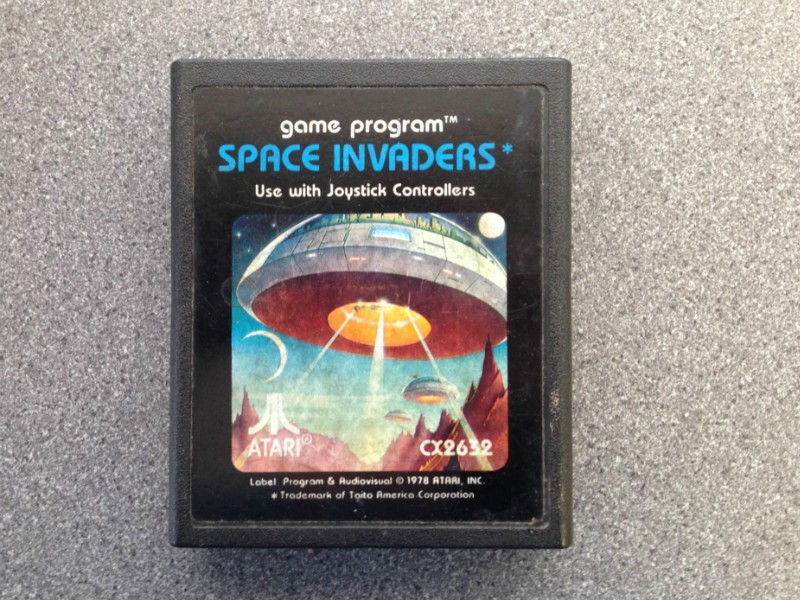 game program™
SPACE INVADERS*
Use with Joystick Controllers
ATARI®
CX2632
Label Program & Audiovisual © 1978 ATARI, INC.
* Trademark of Taito America Corporation